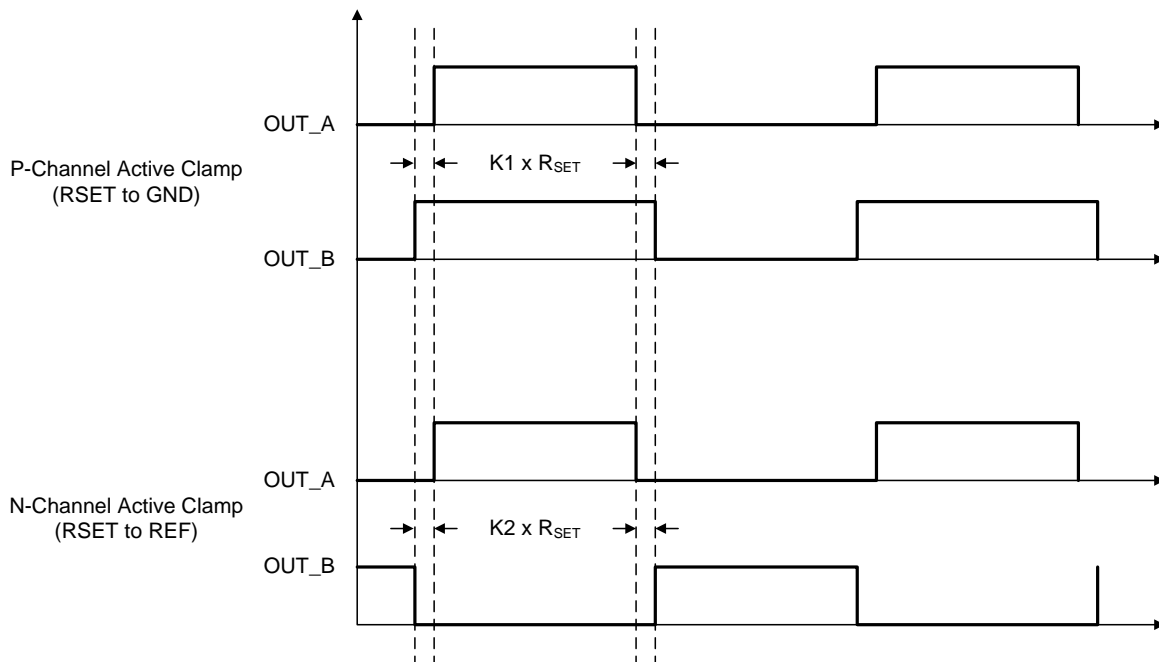 OUT_A
P-Channel Active Clamp
(RSET to GND)
K1 x RSET
OUT_B
OUT_A
N-Channel Active Clamp
(RSET to REF)
K2 x RSET
OUT_B